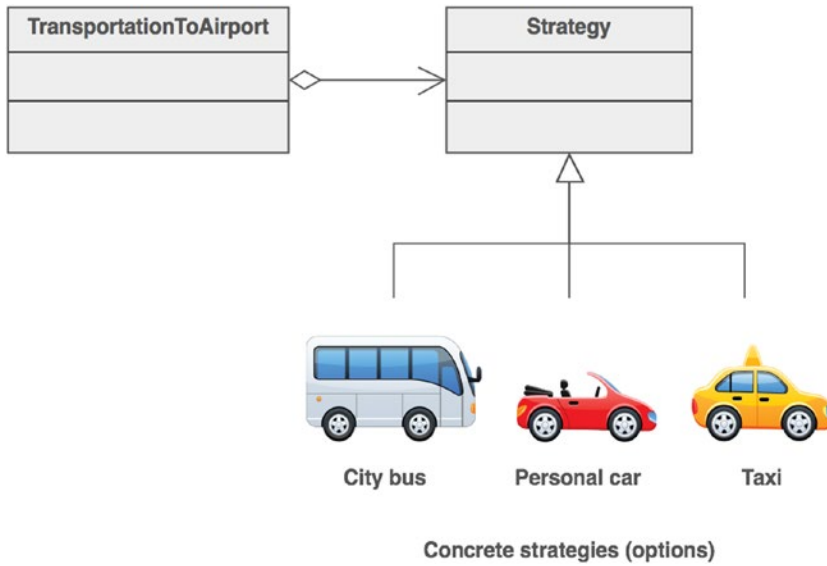 TransportationToAirport
Strategy
City bus
Personal car
Taxi
Concrete strategies (options)